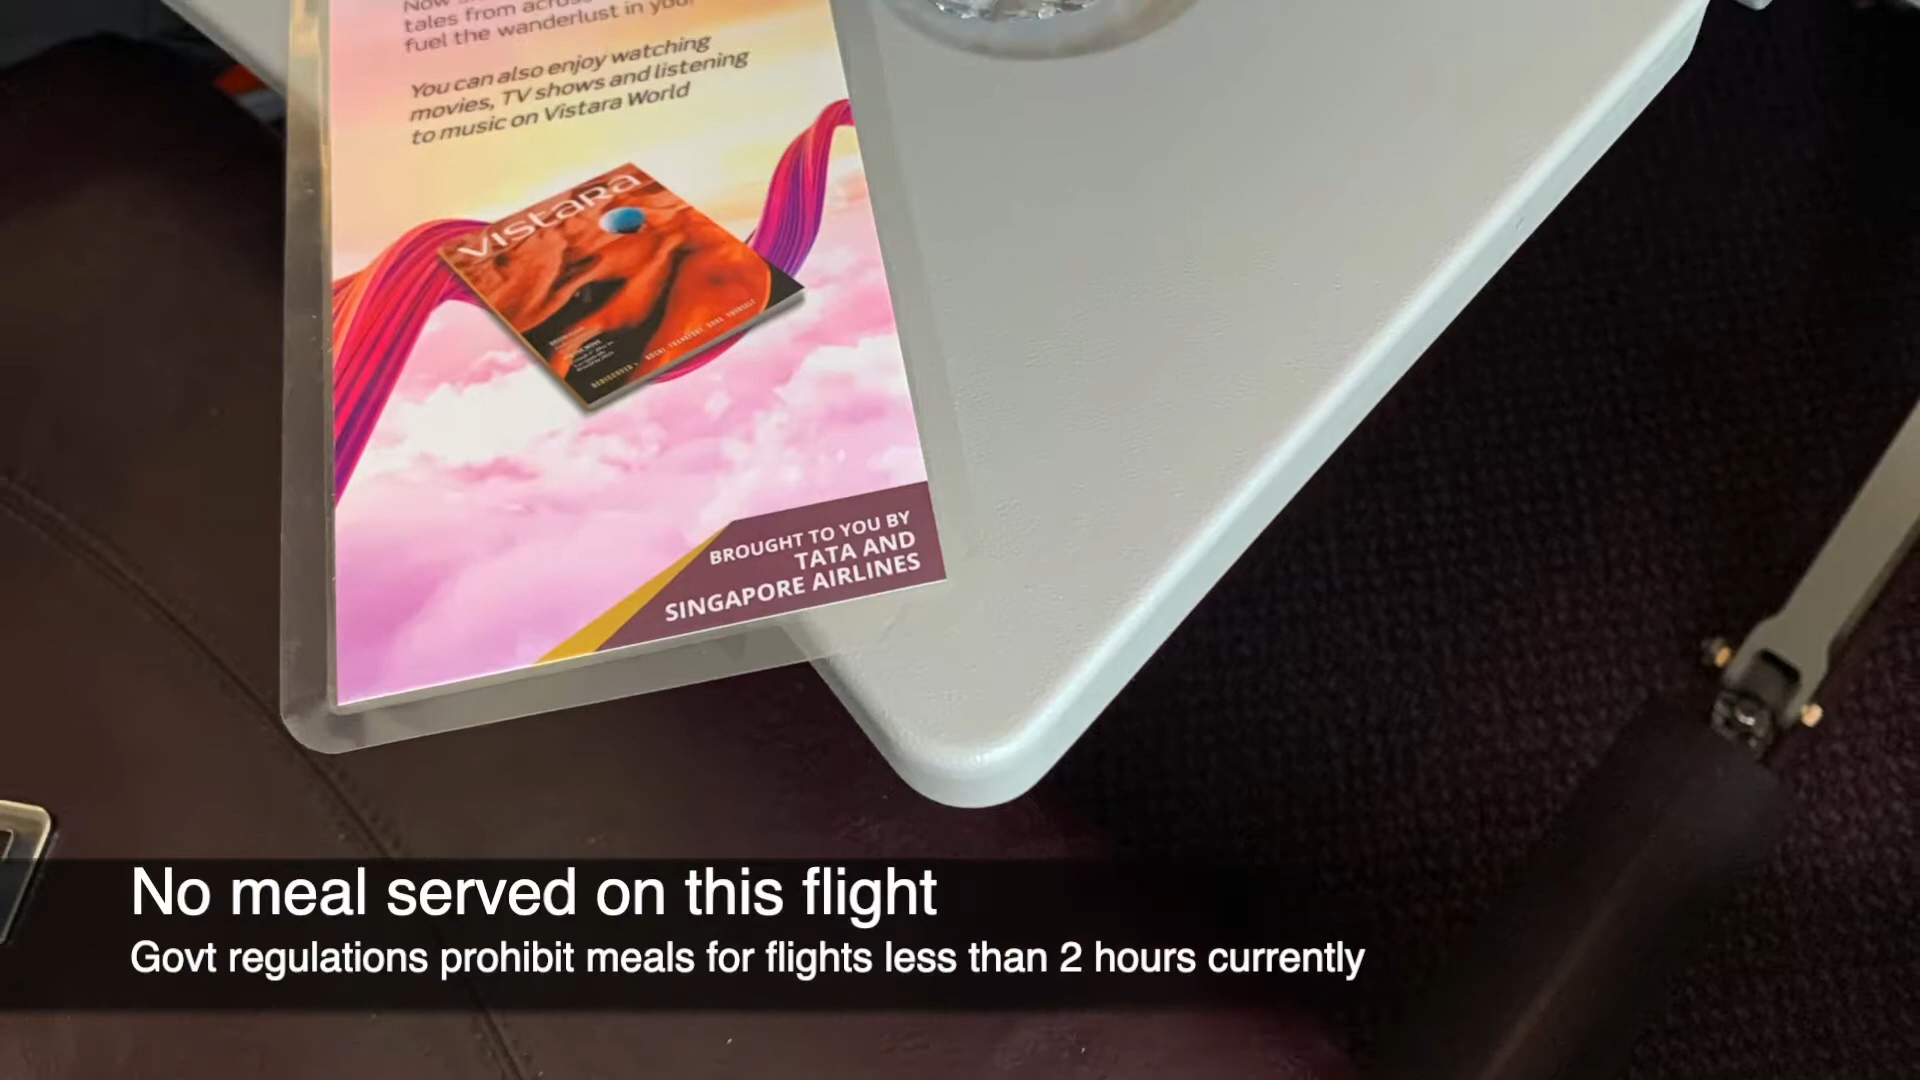 Now
tales from across
fuel the wanderlust in you!
You can also enjoy watching
movies, TV shows and listening
to music on Vistara World
VISTARA
BROUGHT TO YOU BY
TATA AND
SINGAPORE AIRLINES
No meal served on this flight
Govt regulations prohibit meals for flights less than 2 hours currently